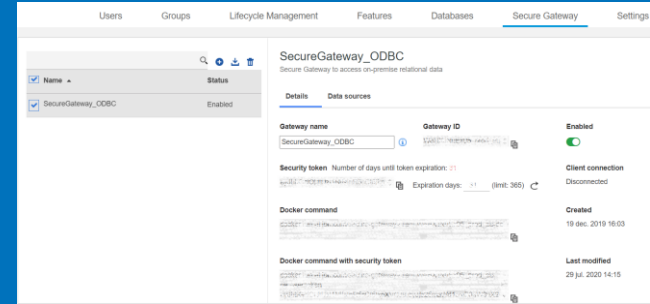 Users Groups Lifecycle Management Features Databases Secure Gateway Settings
SecureGateway_ODBC
Secure Gateway to access on-premise relational data
Name Status
SecureGateway_ODBC Enabled
Details Data sources
Gateway name Gateway ID Enabled
SecureGateway_ODBC
Security token Number of days until token expiration: Client connection
Expiration days: (limit: 365) Disconnected
Docker command Created
19 dec. 2019 16:03
Docker command with security token Last modified
29 jul. 2020 14:15